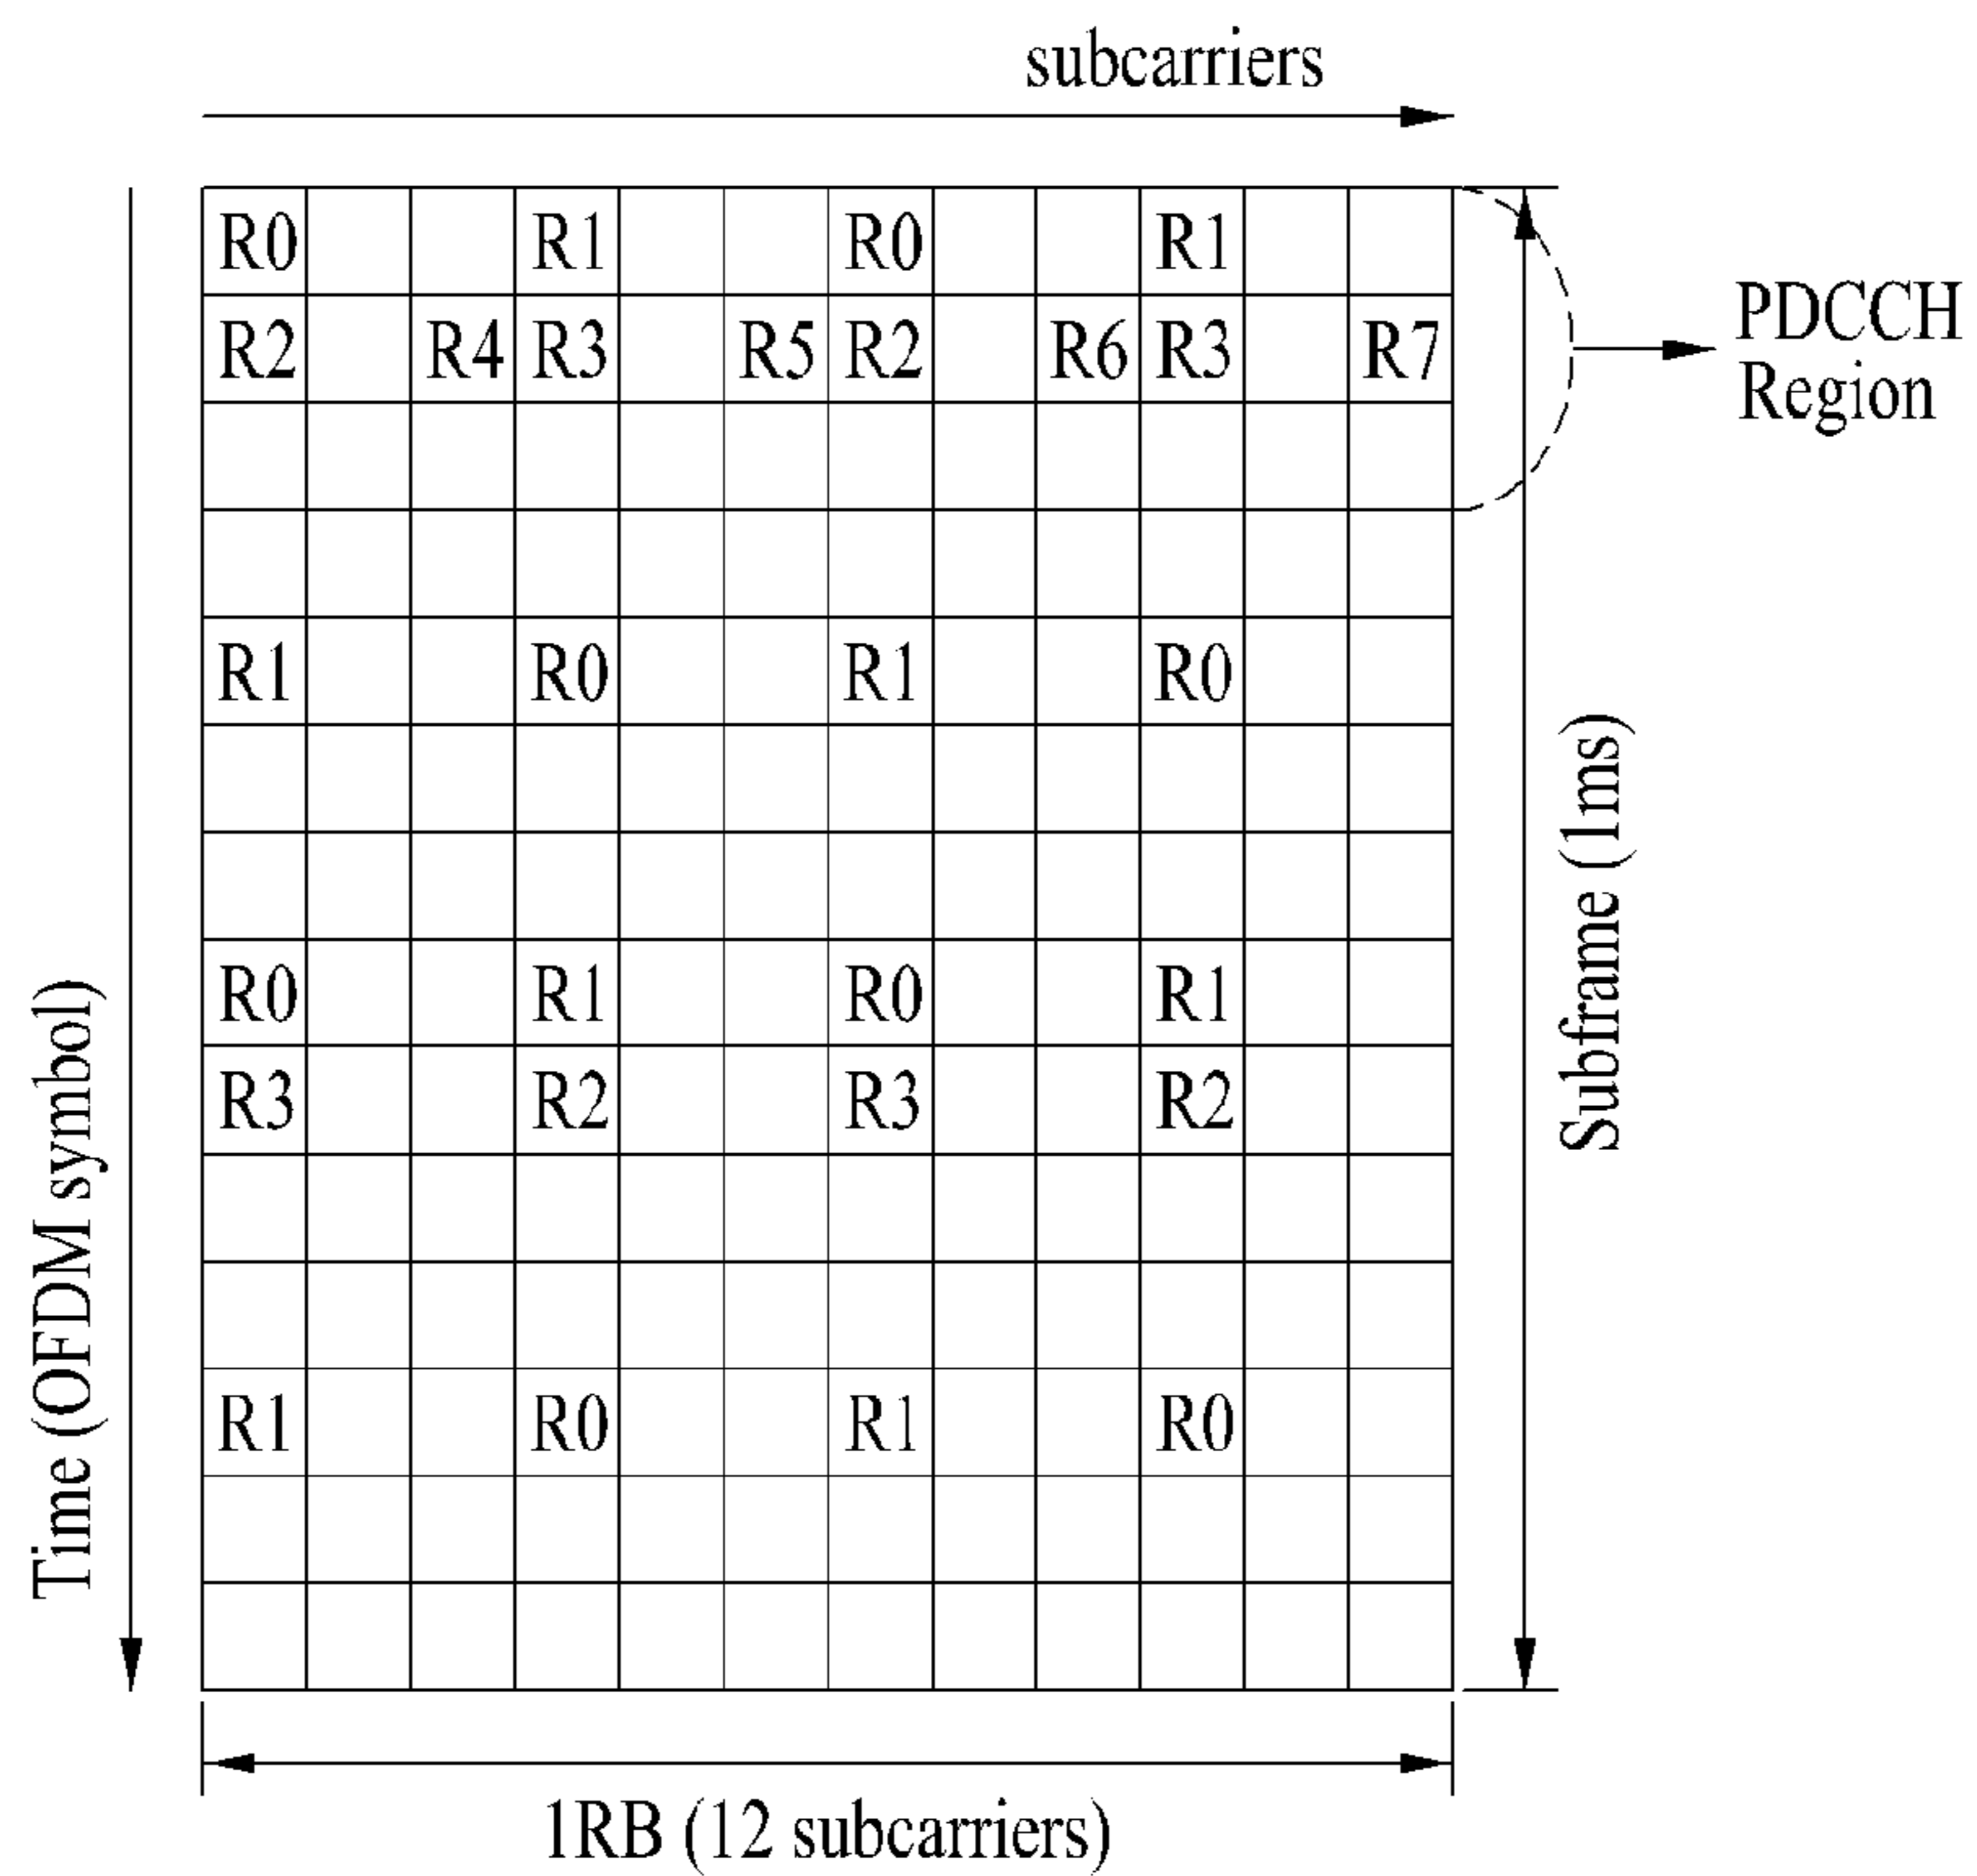 subcarriers
R0 R1 R0 R1
R2 R4 R3 R5 R2 R6 R3 R7
PDCCH
Region
R1 R0 R1 R0
R0 R1 R0 R1
R3 R2 R3 R2
R1 R0 R1 R0
Time (OFDM symbol)
Subframe (1ms)
1RB (12 subcarriers)